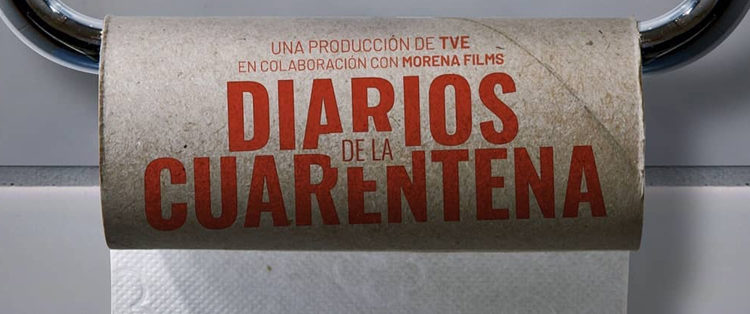 UNA PRODUCCIÓN DE TVE
EN COLABORACIÓN CON MORENA FILMS
DIARIOS
DE LA
CUARENTENA